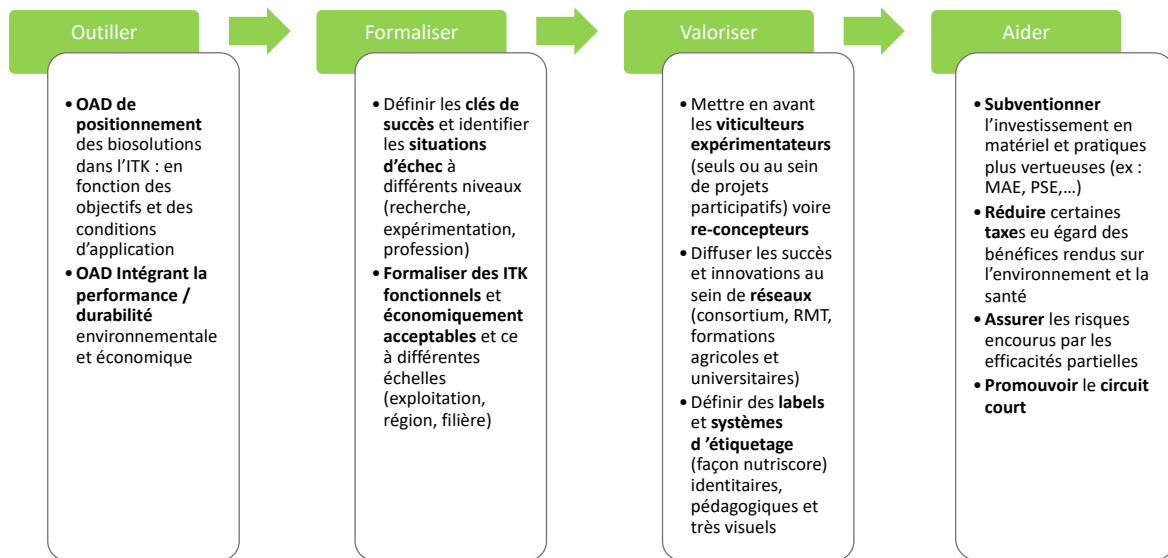 Outiller
• OAD de
positionnement
des biosolutions
dans l’ITK : en
fonction des
objectifs et des
conditions
d’application
• OAD Intégrant la
performance /
durabilité
environnementale
et économique
Formaliser
• Définir les clés de
succès et identifier
les situations
d’échec à
différents niveaux
(recherche,
expérimentation,
profession)
• Formaliser des ITK
fonctionnels et
économiquement
acceptables et ce
à différentes
échelles
(exploitation,
région, filière)
Valoriser
• Mettre en avant
les viticulteurs
expérimentateurs
(seuls ou au sein
de projets
participatifs) voire
re-concepteurs
• Diffuser les succès
et innovations au
sein de réseaux
(consortium, RMT,
formations
agricoles et
universitaires)
• Définir des labels
et systèmes
d ’étiquetage
(façon nutriscore)
identitaires,
pédagogiques et
très visuels
Aider
• Subventionner
l’investissement en
matériel et pratiques
plus vertueuses (ex :
MAE, PSE,…)
• Réduire certaines
taxes eu égard des
bénéfices rendus sur
l’environnement et la
santé
• Assurer les risques
encourus par les
efficacités partielles
• Promouvoir le circuit
court